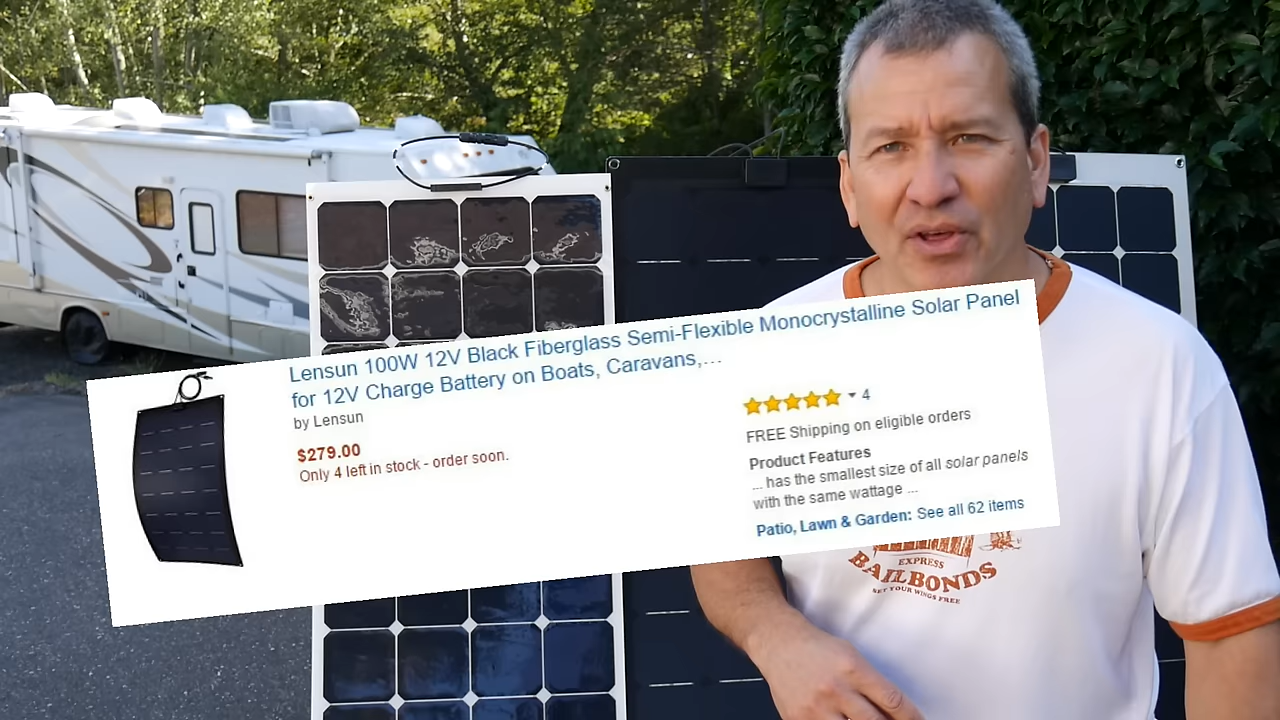 Lensun 100W 12V Black Fiberglass Semi-Flexible Monocrystalline Solar Panel
for 12V Charge Battery on Boats, Caravans,...
by Lensun
$279.00
Only 4 left in stock - order soon.
4
FREE Shipping on eligible orders
Product Features
... has the smallest size of all solar panels
with the same wattage ...
Patio, Lawn & Garden: See all 62 items
EXPRESS
BAILBONDS
SET YOUR WINGS FREE